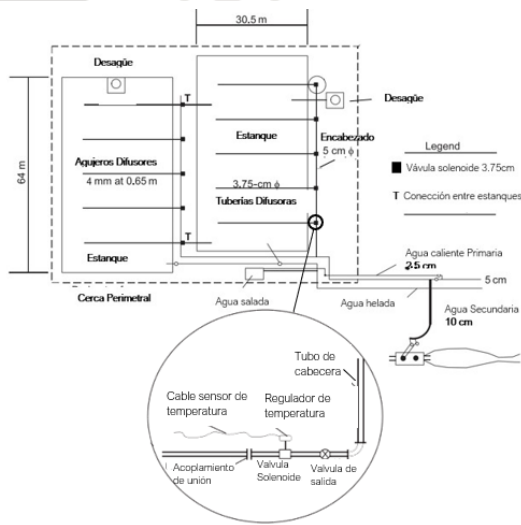 30.5 m
Desagüe
T
Desagüe
Estanque
Encabezado
5 cm ϕ
Legend
Vávula solenoide 3.75cm
T Conección entre estanques
64 m
Agujeros Difusores
4 mm at 0.65 m
3.75-cm ϕ
Tuberías Difusoras
T
Estanque
Agua caliente Primaria
2.5 cm
5 cm
Cerca Perimetral
Agua salada
Agua helada
Agua Secundaria
10 cm
Tubo de
cabecera
Cable sensor de
temperatura
Regulador de
temperatura
Acoplamiento
de unión
Valvula
Solenoide
Valvula de
salida